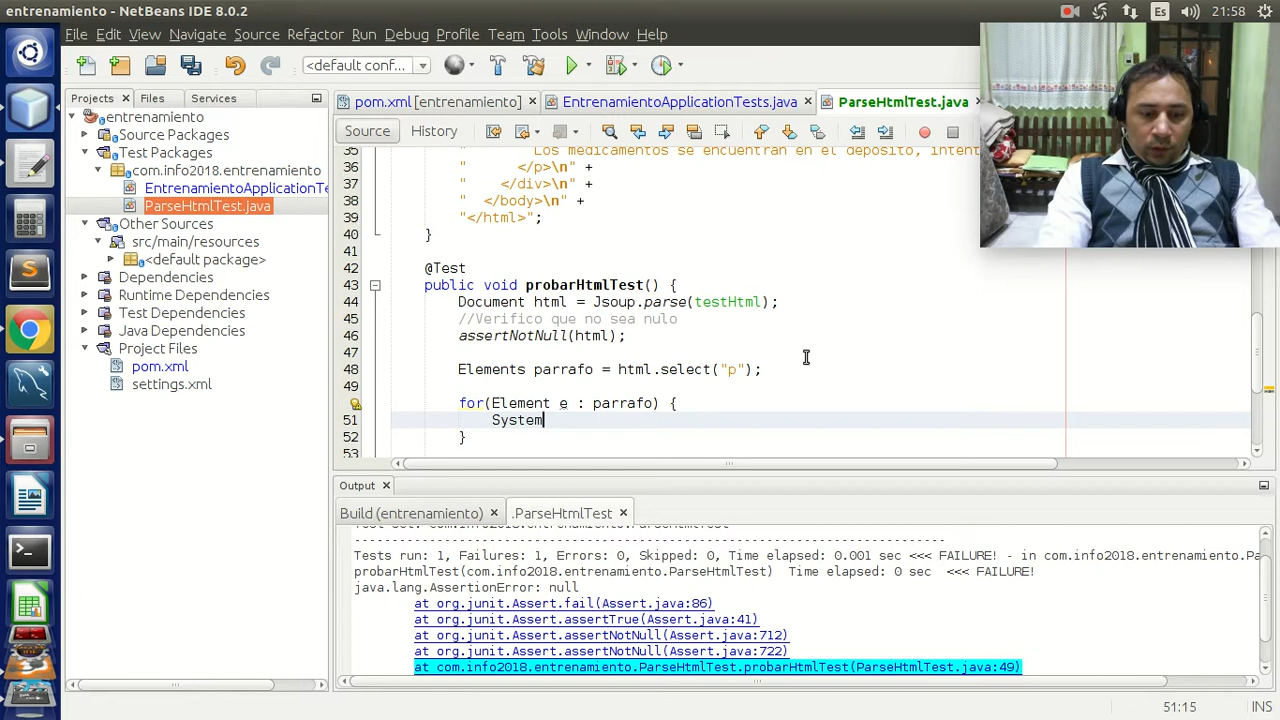 entrenamiento - NetBeans IDE 8.0.2
Es
21:58
File Edit View Navigate Source Refactor Run Debug Profile Team Tools Window Help
<default conf...
Projects
Files
Services
pom.xml [entrenamiento]
EntrenamientoApplicationTests.java
ParseHtmlTest.java
Source
History
entrenamiento
Source Packages
Test Packages
com.info2018.entrenamiento
EntrenamientoApplicationTe
ParseHtmlTest.java
Other Sources
src/main/resources
<default package>
Dependencies
Runtime Dependencies
Test Dependencies
Java Dependencies
Project Files
pom.xml
settings.xml
35 " Los medicamentos se encuentran en el deposito, inten
36 " </p>\n" +
37 " </div>\n" +
38 " </body>\n" +
39 "</html>";
40 }
41
42 @Test
43 public void probarHtmlTest() {
44 Document html = Jsoup.parse(testHtml);
45 //Verifico que no sea nulo
46 assertNotNull(html);
47
48 Elements parrafo = html.select("p");
49
for(Element e : parrafo) {
51 System
52 }
53
Output
Build (entrenamiento)
.ParseHtmlTest
Test set: com.info2018.entrenamiento.ParseHtmlTest
-------------------------------------------------------------------------------
Tests run: 1, Failures: 1, Errors: 0, Skipped: 0, Time elapsed: 0.001 sec <<< FAILURE! - in com.info2018.entrenamiento.Pa
probarHtmlTest(com.info2018.entrenamiento.ParseHtmlTest) Time elapsed: 0 sec <<< FAILURE!
java.lang.AssertionError: null
at org.junit.Assert.fail(Assert.java:86)
at org.junit.Assert.assertTrue(Assert.java:41)
at org.junit.Assert.assertNotNull(Assert.java:712)
at org.junit.Assert.assertNotNull(Assert.java:722)
at com.info2018.entrenamiento.ParseHtmlTest.probarHtmlTest(ParseHtmlTest.java:49)
51:15
INS